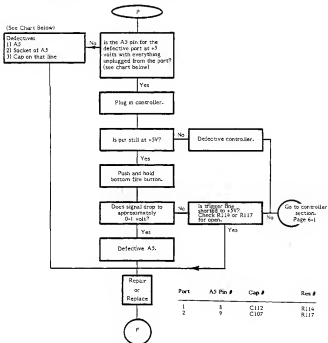 P
(See Chart Below)
Defectives
1) A5
2) Socket of A5
3) Cap on that line
No
Is the A5 pin for the
defective port at +5
volts with everything
unplugged from the port?
(see chart below)
Yes
Plug in controller.
Is port still at +5V?
No
Defective controller.
Yes
Push and hold
bottom fire button.
Does signal drop to
approximately
0-1 volt?
No
Is trigger line
shorted to +5V?
Check R114 or R117
for open.
No
Go to controller
section.
Page 6-1
Yes
Yes
Defective A5.
Repair
or
Replace
P
Port A5 Pin # Cap # Res #
1 8 C112 R114
2 9 C107 R117